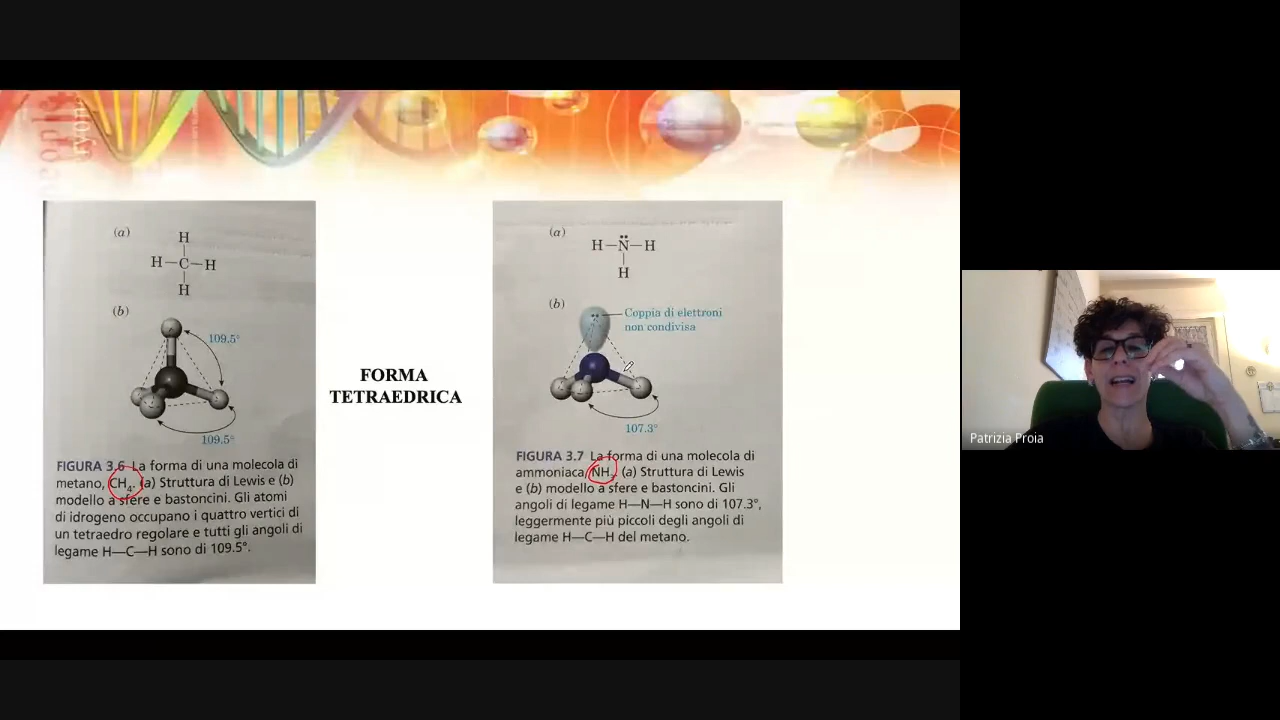 (a)
H
H—C—H
H
(b)
109.5°
109.5°
FIGURA 3.6 La forma di una molecola di
metano, CH4. (a) Struttura di Lewis e (b)
modello a sfere e bastoncini. Gli atomi
di idrogeno occupano i quattro vertici di
un tetraedro regolare e tutti gli angoli di
legame H—C—H sono di 109.5°.
FORMA
TETRAEDRICA
(a)
H—N—H
H
(b)
Coppia di elettroni
non condivisa
107.3°
FIGURA 3.7 La forma di una molecola di
ammoniaca, NH3. (a) Struttura di Lewis
e (b) modello a sfere e bastoncini. Gli
angoli di legame H—N—H sono di 107.3°,
leggermente più piccoli degli angoli di
legame H—C—H del metano.
Patrizia Proia